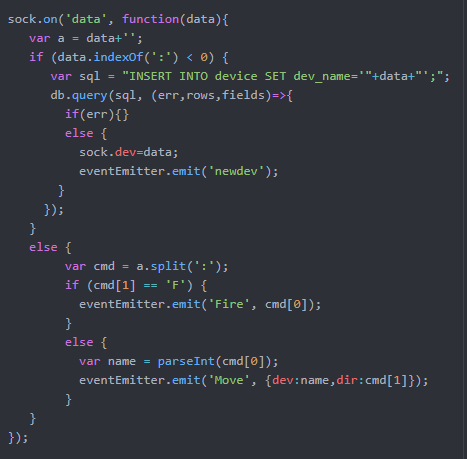 sock.on('data', function(data){
var a = data+'';
if (data.indexOf(':') < 0) {
var sql = "INSERT INTO device SET dev_name='"+data+"';";
db.query(sql, (err,rows,fields)=>{
if(err){}
else {
sock.dev=data;
eventEmitter.emit('newdev');
}
});
}
else {
var cmd = a.split(':');
if (cmd[1] == 'F') {
eventEmitter.emit('Fire', cmd[0]);
}
else {
var name = parseInt(cmd[0]);
eventEmitter.emit('Move', {dev:name,dir:cmd[1]});
}
}
});